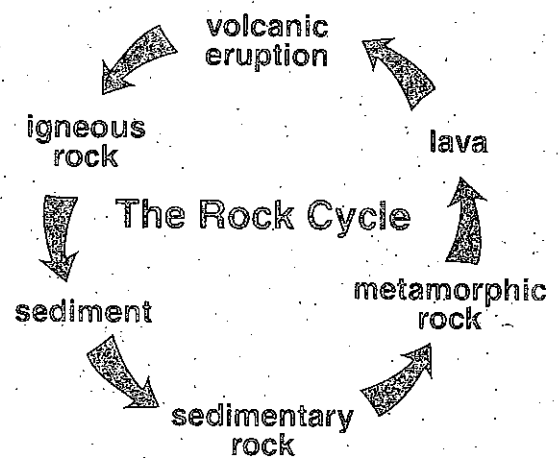 volcanic
eruption
igneous
rock
lava
The Rock Cycle
sediment
metamorphic
rock
sedimentary
rock